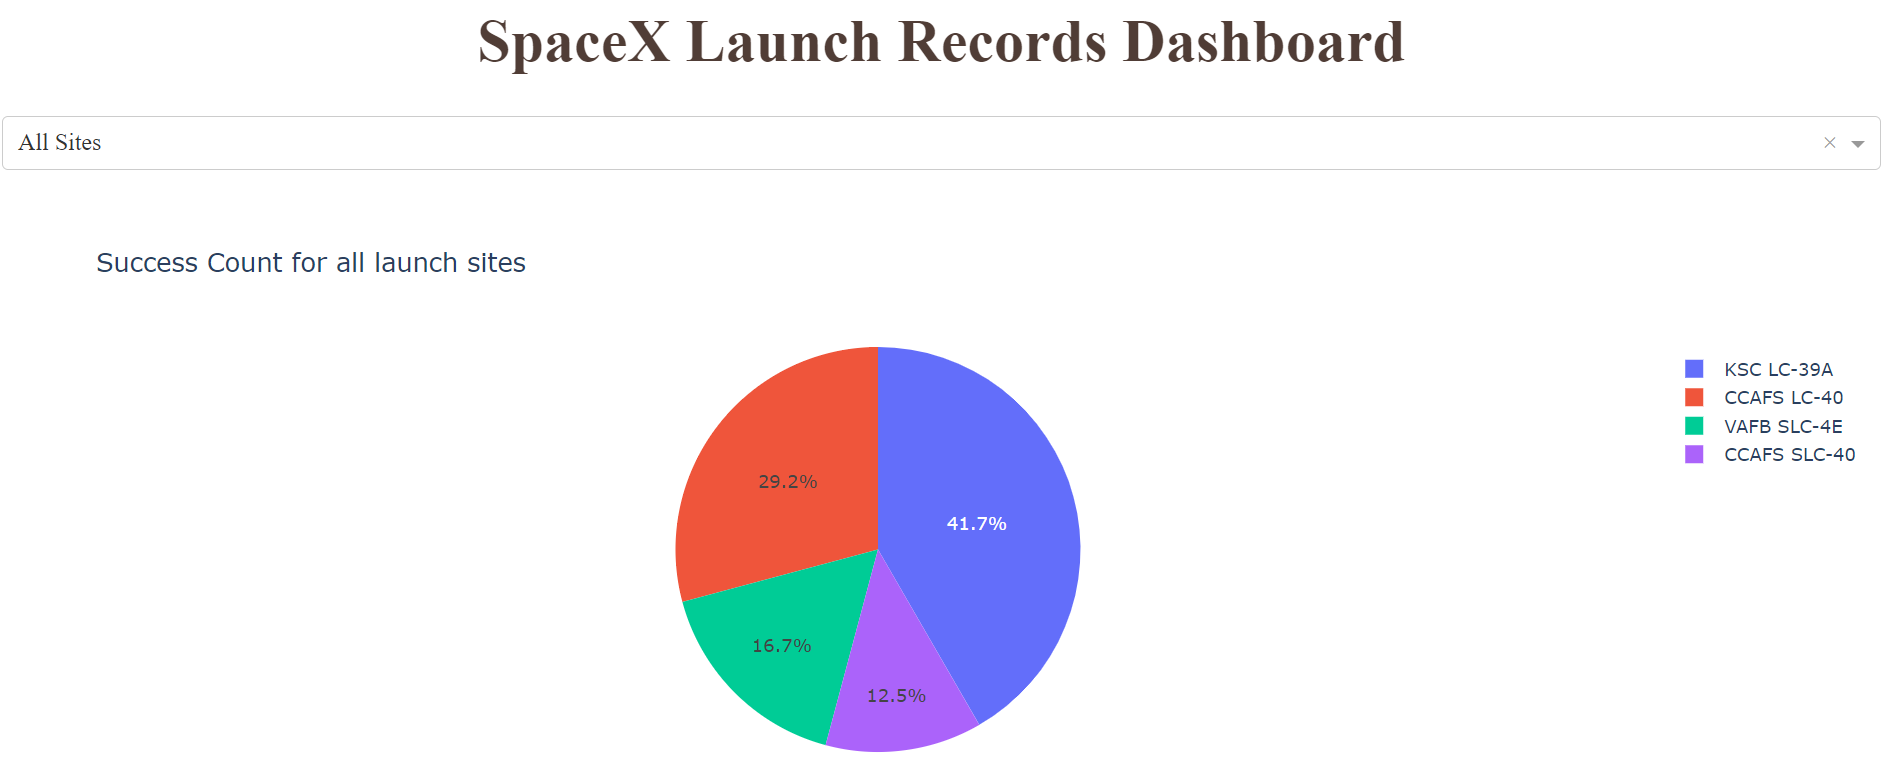 SpaceX Launch Records Dashboard
All Sites
Success Count for all launch sites
KSC LC-39A
CCAFS LC-40
VAFB SLC-4E
CCAFS SLC-40
29.2%
41.7%
16.7%
12.5%